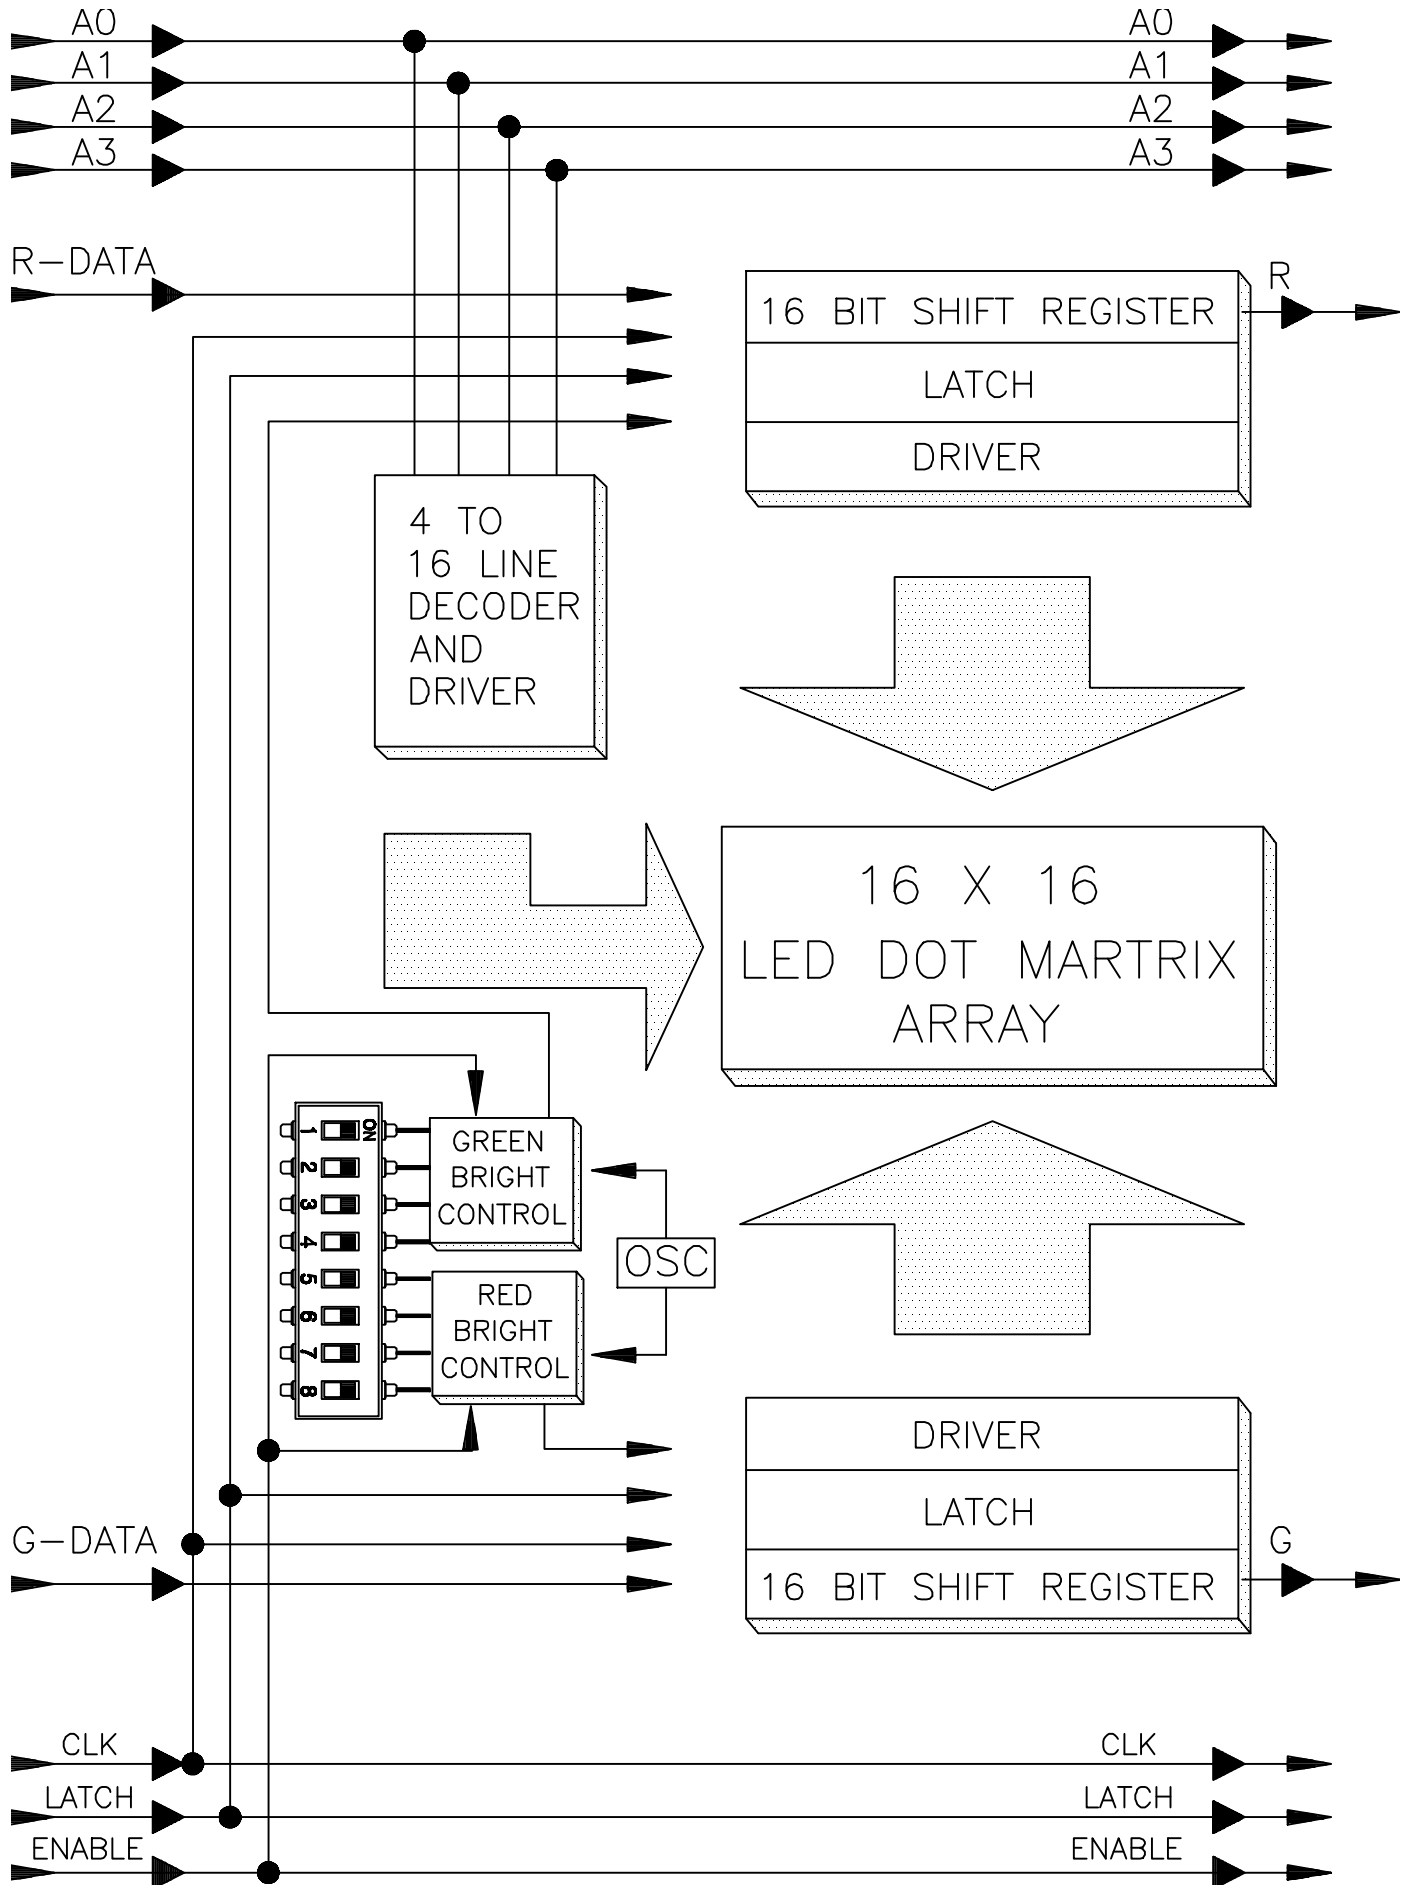 A0 A0
A1 A1
A2 A2
A3 A3
R-DATA
R
16 BIT SHIFT REGISTER
LATCH
DRIVER
4 TO
16 LINE
DECODER
AND
DRIVER
16 X 16
LED DOT MARTRIX
ARRAY
ON
1
2
3
4
5
6
7
8
GREEN
BRIGHT
CONTROL
OSC
RED
BRIGHT
CONTROL
DRIVER
LATCH
16 BIT SHIFT REGISTER
G-DATA
G
CLK CLK
LATCH LATCH
ENABLE ENABLE